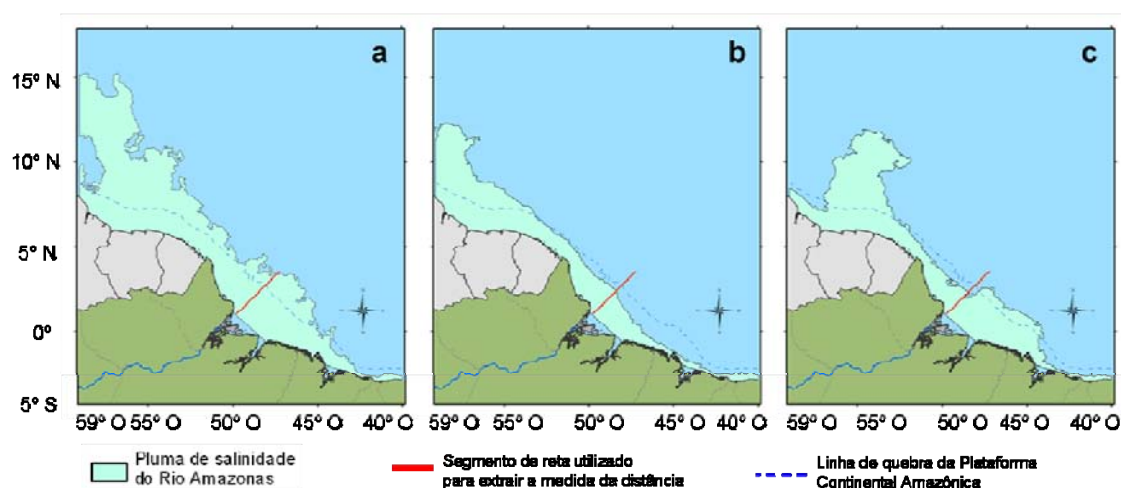 a
b
c
15º N
10º N
5º N
0º
5º S
59º O 55º O 50º O 45º O 40º O
59º O 55º O 50º O 45º O 40º O
59º O 55º O 50º O 45º O 40º O
Pluma de salinidade
do Rio Amazonas
Segmento de reta utilizado
para extrair a medida da distância
Linha de quebra da Plataforma
Continental Amazônica